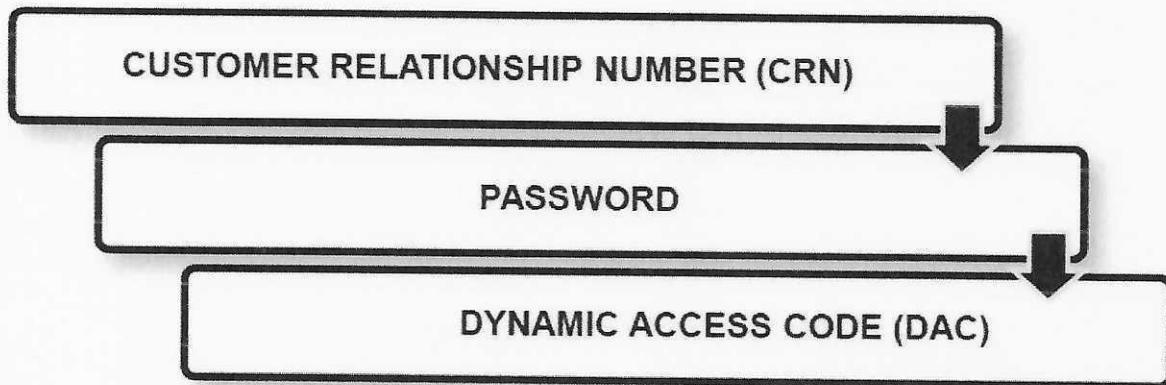 CUSTOMER RELATIONSHIP NUMBER (CRN)
PASSWORD
DYNAMIC ACCESS CODE (DAC)